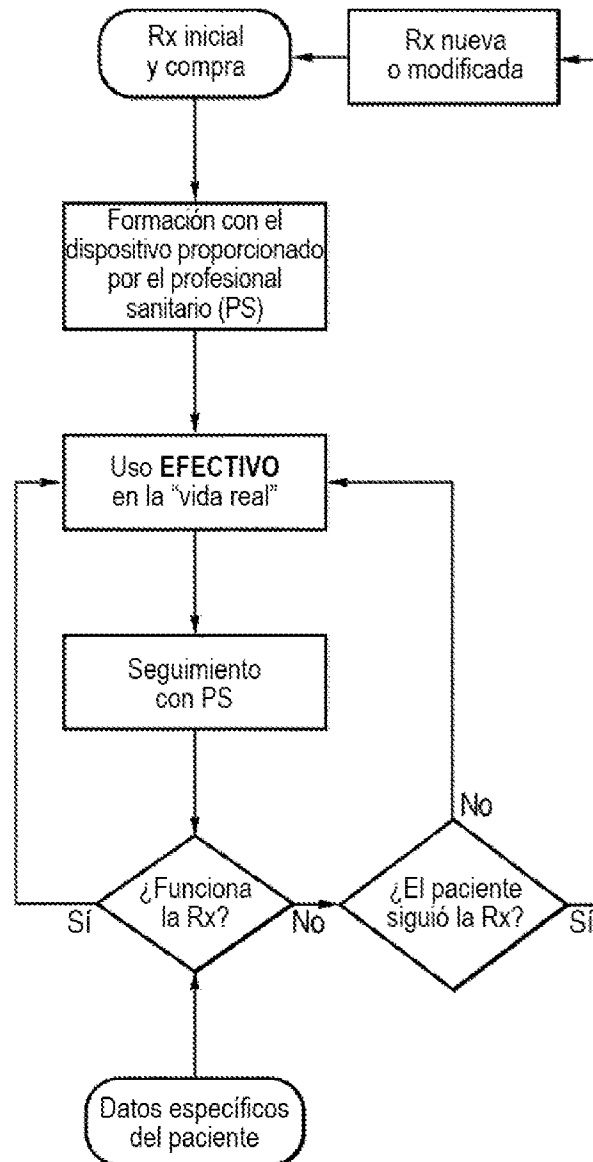 Rx inicial
y compra
Rx nueva
o modificada
Formación con el
dispositivo proporcionado
por el profesional
sanitario (PS)
Uso EFECTIVO
en la “vida real”
Seguimiento
con PS
¿Funciona
la Rx?
Sí
No
¿El paciente
siguió la Rx?
No
Sí
Datos específicos
del paciente